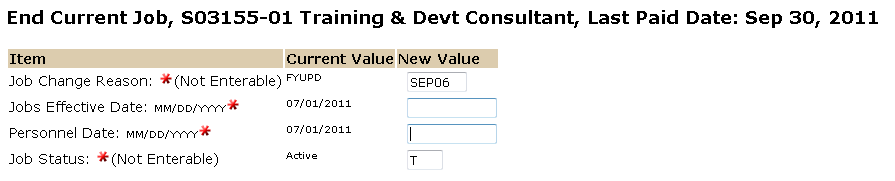 End Current Job, S03155-01 Training & Devt Consultant, Last Paid Date: Sep 30, 2011
Item Current Value New Value
Job Change Reason: *(Not Enterable) FYUPD SEP06
Jobs Effective Date: MM/DD/YYYY* 07/01/2011
Personnel Date: MM/DD/YYYY* 07/01/2011
Job Status: *(Not Enterable) Active T